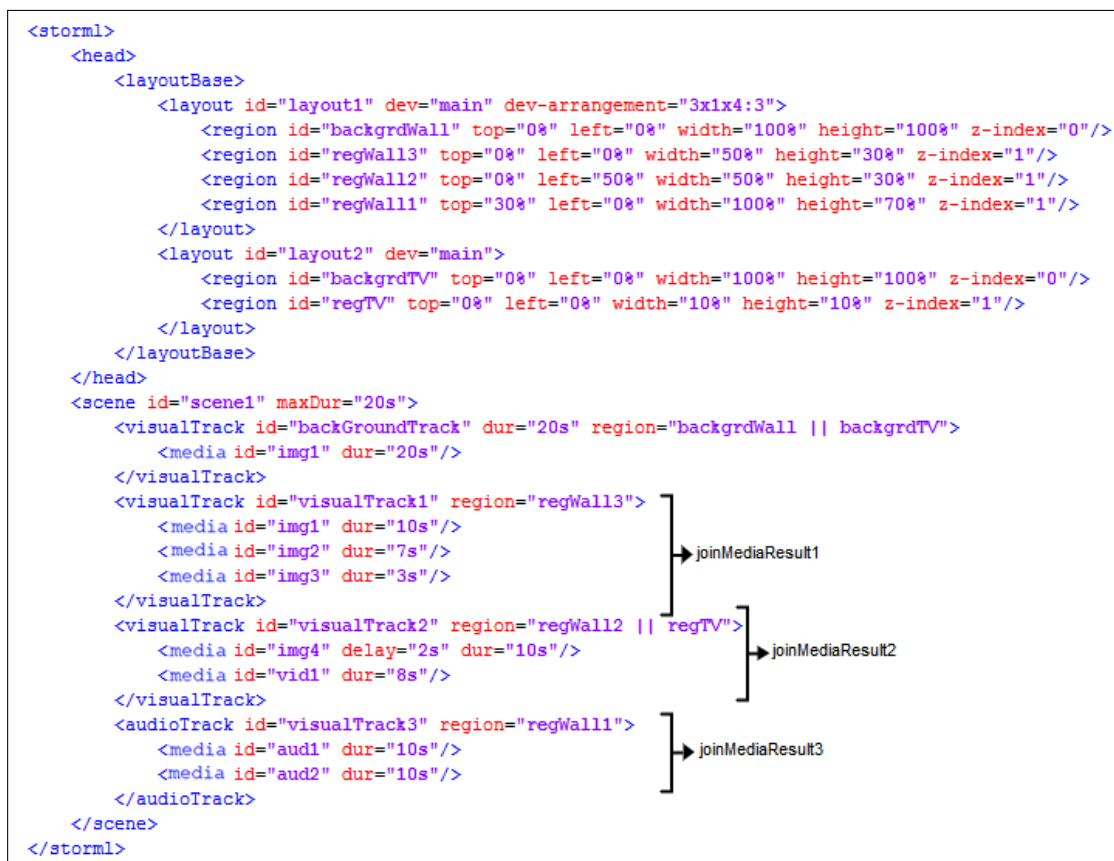 <storml>
<head>
<layoutBase>
<layout id="layout1" dev="main" dev-arrangement="3x1x4:3">
<region id="backgrdWall" top="0%" left="0%" width="100%" height="100%" z-index="0"/>
<region id="regWall3" top="0%" left="0%" width="50%" height="30%" z-index="1"/>
<region id="regWall2" top="0%" left="50%" width="50%" height="30%" z-index="1"/>
<region id="regWall1" top="30%" left="0%" width="100%" height="70%" z-index="1"/>
</layout>
<layout id="layout2" dev="main">
<region id="backgrdTV" top="0%" left="0%" width="100%" height="100%" z-index="0"/>
<region id="regTV" top="0%" left="0%" width="10%" height="10%" z-index="1"/>
</layout>
</layoutBase>
</head>
<scene id="scene1" maxDur="20s">
<visualTrack id="backGroundTrack" dur="20s" region="backgrdWall || backgrdTV">
<media id="img1" dur="20s"/>
</visualTrack>
<visualTrack id="visualTrack1" region="regWall3">
<media id="img1" dur="10s"/>
<media id="img2" dur="7s"/>
joinMediaResult1
<media id="img3" dur="3s"/>
</visualTrack>
<visualTrack id="visualTrack2" region="regWall2 || regTV">
<media id="img4" delay="2s" dur="10s"/>
joinMediaResult2
<media id="vid1" dur="8s"/>
</visualTrack>
<audioTrack id="visualTrack3" region="regWall1">
<media id="aud1" dur="10s"/>
joinMediaResult3
<media id="aud2" dur="10s"/>
</audioTrack>
</scene>
</storml>